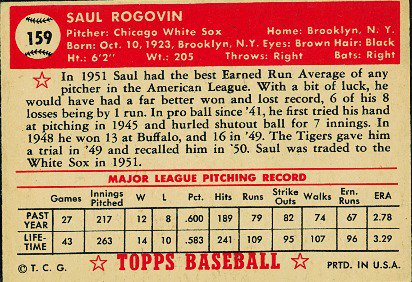 159
SAUL ROGOVIN
Pitcher: Chicago White Sox Home: Brooklyn, N. Y.
Born: Oct. 10, 1923, Brooklyn, N.Y. Eyes: Brown Hair: Black
Ht.: 6'2" Wt.: 205 Throws: Right Bats: Right
In 1951 Saul had the best Earned Run Average of any
pitcher in the American League. With a bit of luck, he
would have had a far better won and lost record, 6 of his 8
losses being by 1 run. In pro ball since '41, he first tried his hand
at pitching in 1945 and hurled shutout ball for 7 innings. In
1948 he won 13 at Buffalo, and 16 in '49. The Tigers gave him
a trial in '49 and recalled him in '50. Saul was traded to the
White Sox in 1951.
MAJOR LEAGUE PITCHING RECORD
Games Innings Pitched W L Pct. Hits Runs Strike Outs Walks Ern. Runs ERA
PAST YEAR 27 217 12 8 .600 189 79 82 74 67 2.78
LIFE-TIME 43 263 14 10 .583 241 109 95 107 96 3.29
© T. C. G. TOPPS BASEBALL PRTD. IN U.S.A.